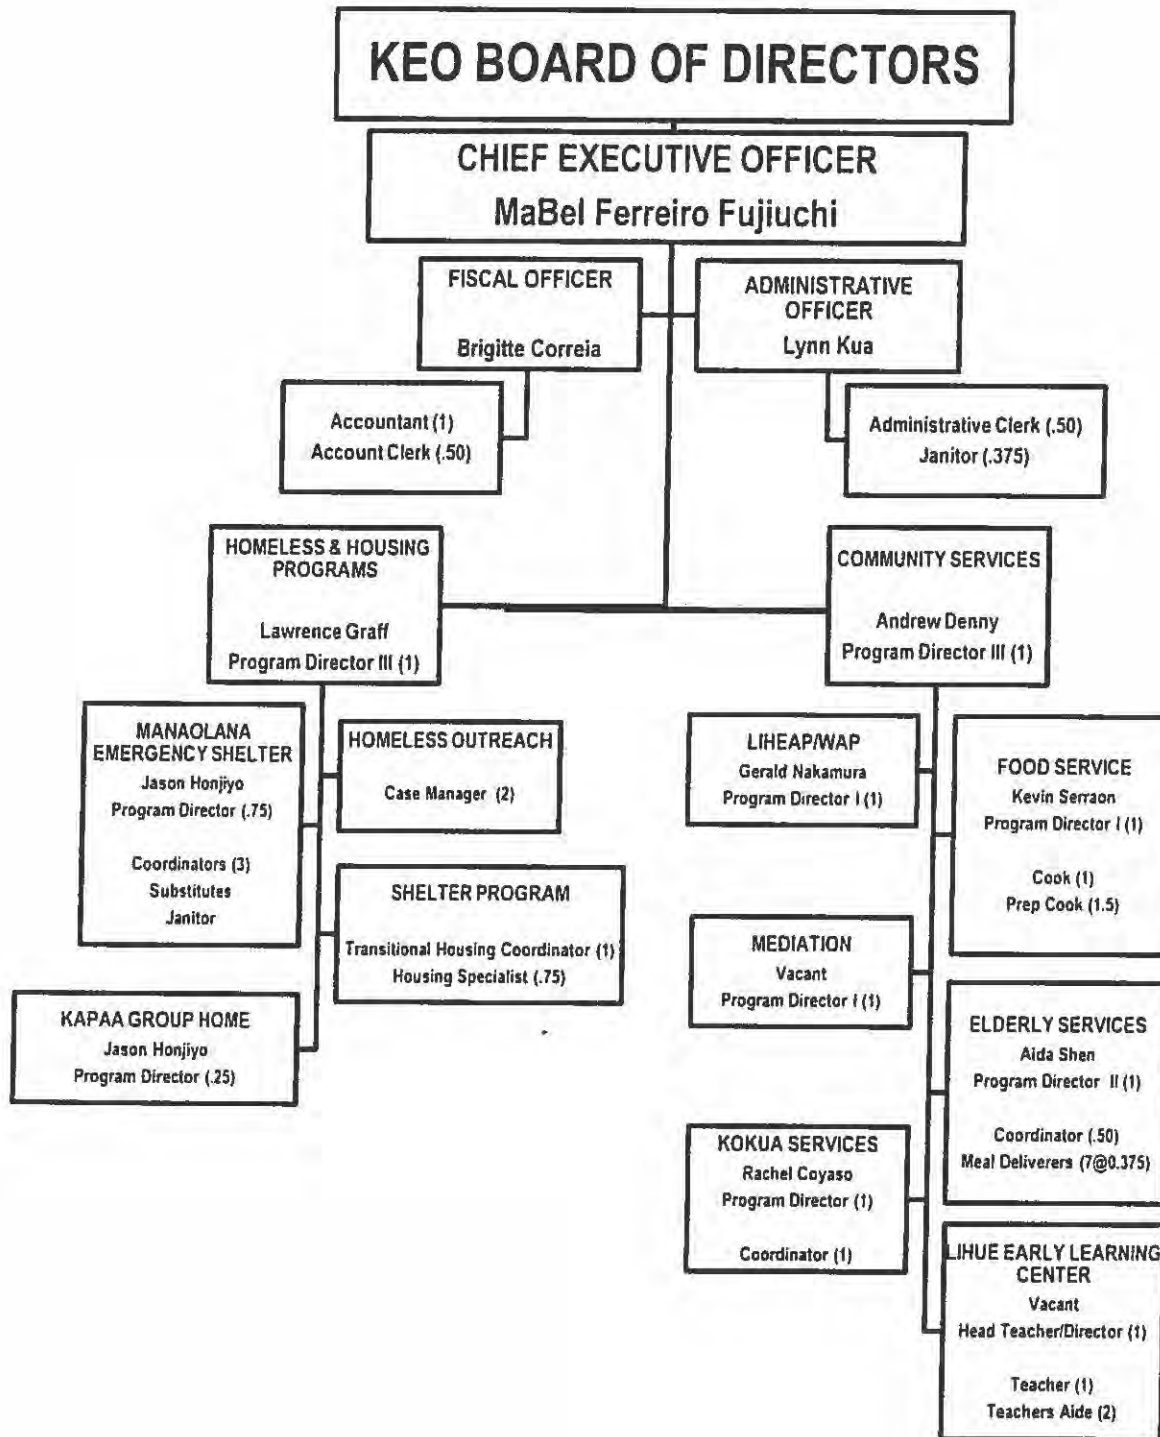 KEO BOARD OF DIRECTORS
CHIEF EXECUTIVE OFFICER
MaBel Ferreiro Fujiuchi
FISCAL OFFICER
Brigitte Correia
ADMINISTRATIVE
OFFICER
Lynn Kua
Accountant (1)
Account Clerk (.50)
Administrative Clerk (.50)
Janitor (.375)
HOMELESS & HOUSING
PROGRAMS
Lawrence Graff
Program Director III (1)
COMMUNITY SERVICES
Andrew Denny
Program Director III (1)
MANAOLANA
EMERGENCY SHELTER
Jason Honjiyo
Program Director (.75)
Coordinators (3)
Substitutes
Janitor
HOMELESS OUTREACH
Case Manager (2)
SHELTER PROGRAM
Transitional Housing Coordinator (1)
Housing Specialist (.75)
KAPAA GROUP HOME
Jason Honjiyo
Program Director (.25)
LIHEAP/WAP
Gerald Nakamura
Program Director I (1)
FOOD SERVICE
Kevin Serraon
Program Director I (1)
Cook (1)
Prep Cook (1.5)
MEDIATION
Vacant
Program Director I (1)
ELDERLY SERVICES
Aida Shen
Program Director II (1)
Coordinator (.50)
Meal Deliverers (7@0.375)
KOKUA SERVICES
Rachel Coyaso
Program Director (1)
Coordinator (1)
LIHUE EARLY LEARNING
CENTER
Vacant
Head Teacher/Director (1)
Teacher (1)
Teachers Aide (2)